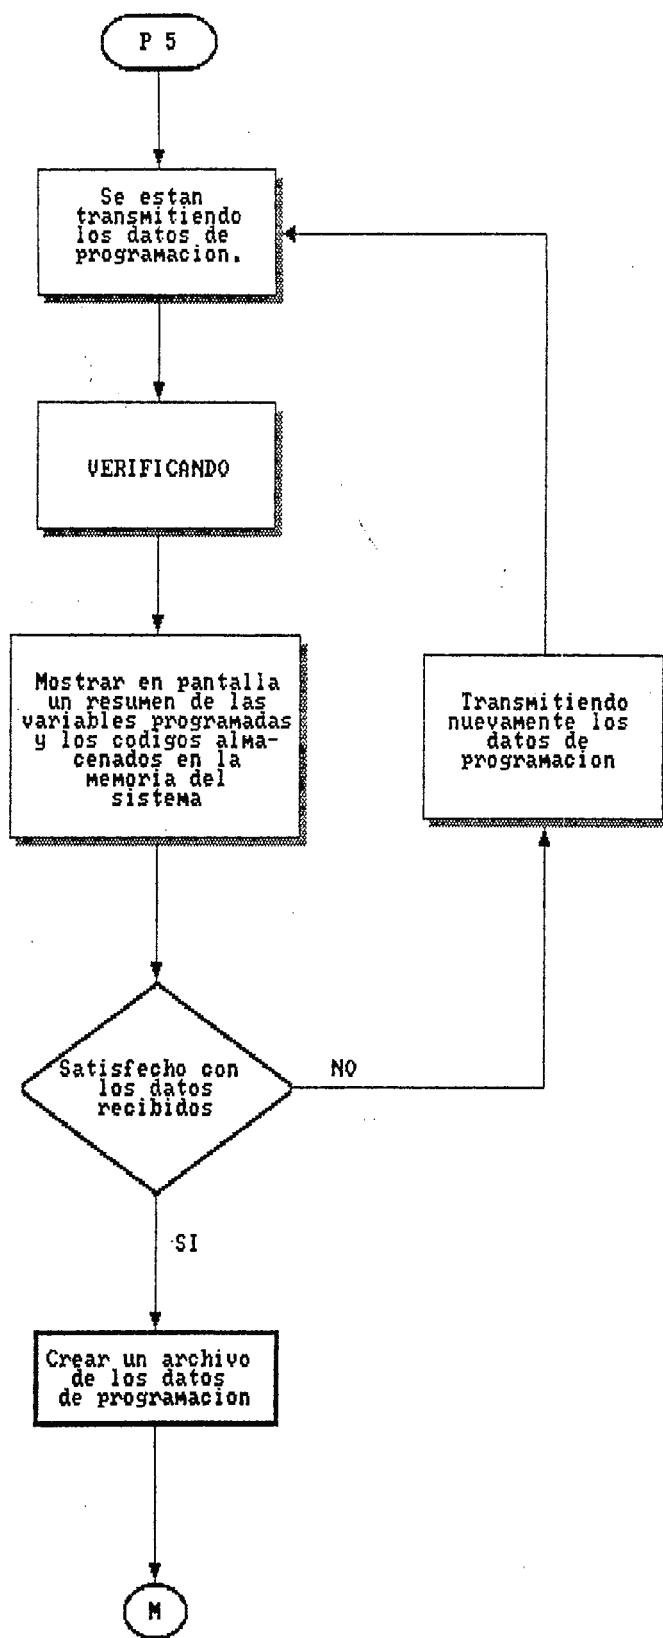 P 5
Se estan
transmitiendo
los datos de
programacion.
VERIFICANDO
Mostrar en pantalla
un resumen de las
variables programadas
y los codigos alma-
cenados en la
memoria del
sistema
Transmitiendo
nuevamente los
datos de
programacion
Satisfecho con
los datos
recibidos
NO
SI
Crear un archivo
de los datos
de programacion
M